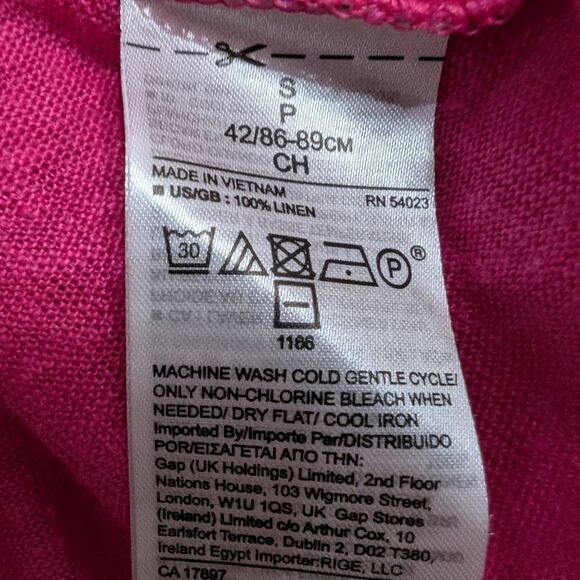 S
P
42/86-89CM
CH
MADE IN VIETNAM RN 54023
US/GB : 100% LINEN
30 P ®
1166
MACHINE WASH COLD GENTLE CYCLE/
ONLY NON-CHLORINE BLEACH WHEN
NEEDED/ DRY FLAT/ COOL IRON
Imported By/Importe Par/DISTRIBUIDO
POR/ΕΙΣΑΓΕΤΑΙ ΑΠΟ ΤΗΝ:
Gap (UK Holdings) Limited, 2nd Floor
Nations House, 103 Wigmore Street,
London, W1U 1QS, UK Gap Stores
(Ireland) Limited c/o Arthur Cox, 10
Earlsfort Terrace, Dublin 2, D02 T380,
Ireland Egypt Importer:RIGE, LLC
CA 17897